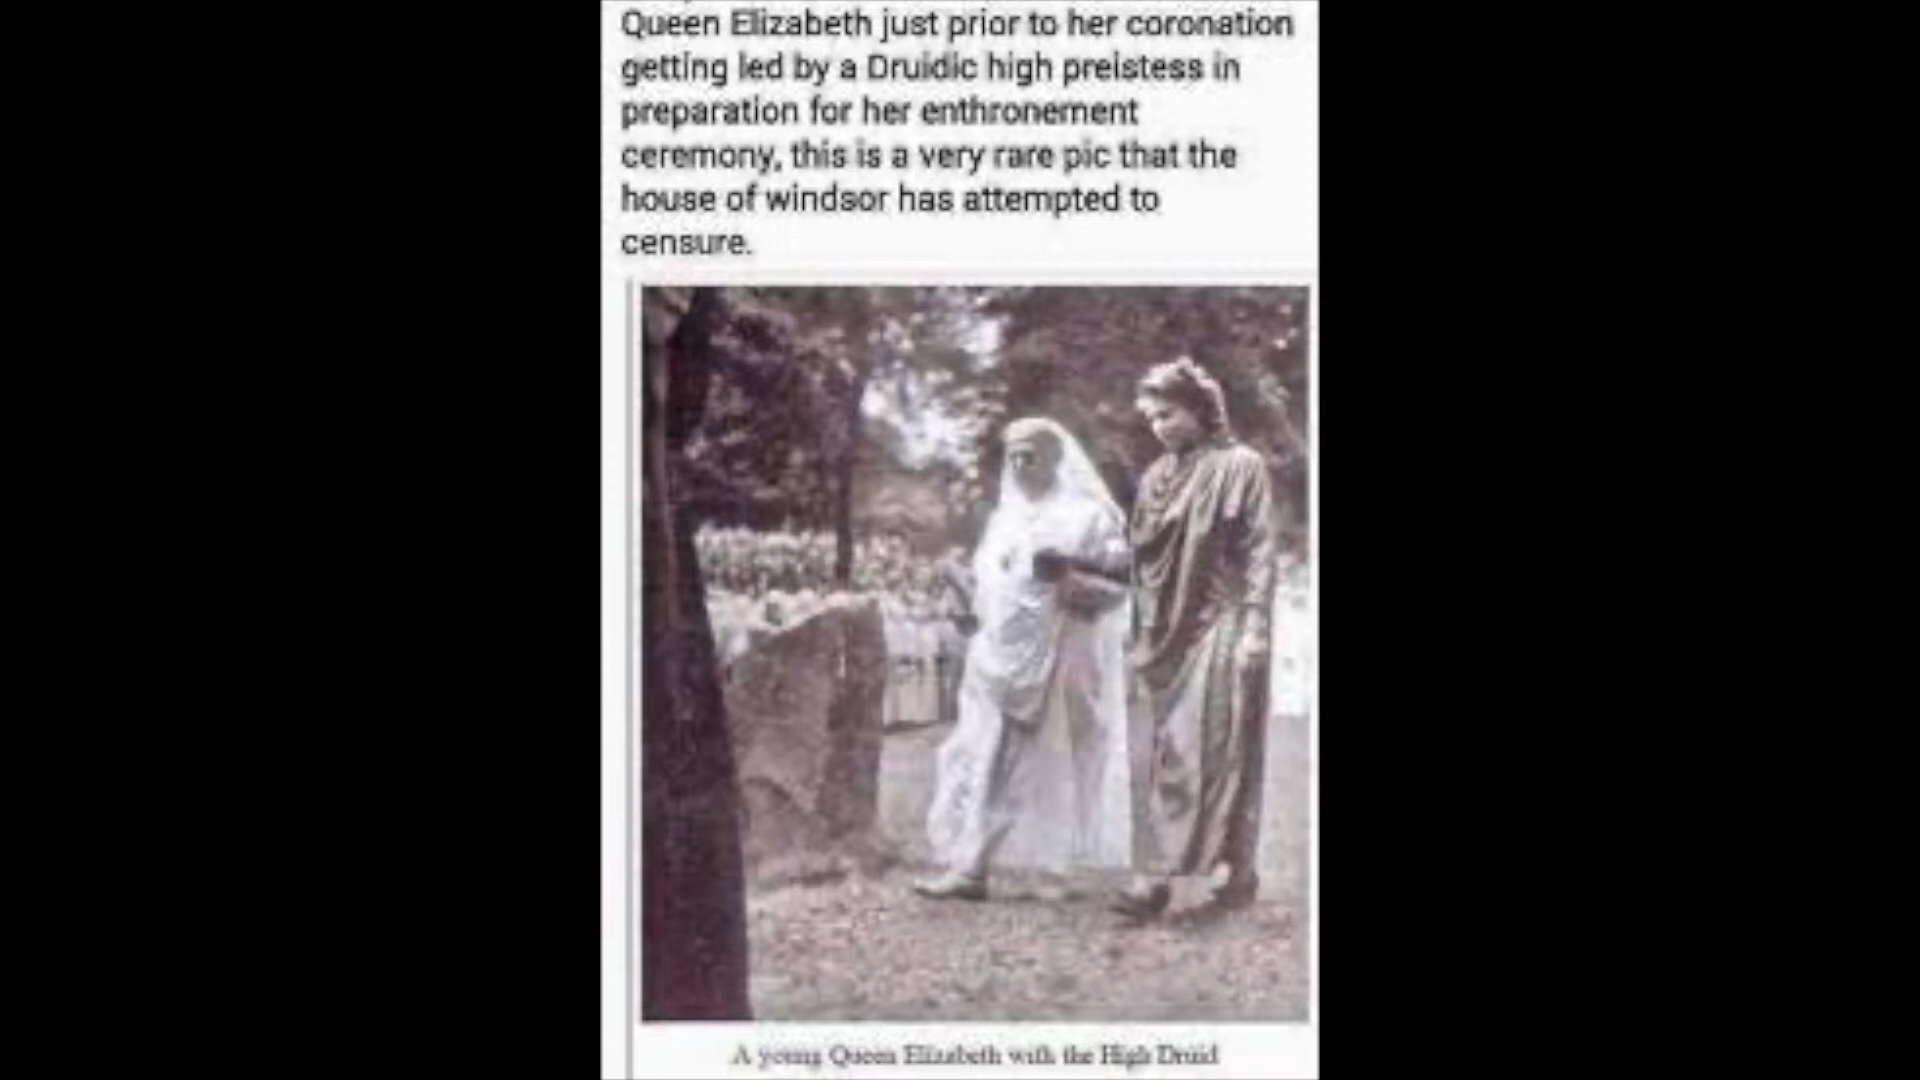 Queen Elizabeth just prior to her coronation
getting led by a Druidic high preistess in
preparation for her enthronement
ceremony, this is a very rare pic that the
house of windsor has attempted to
censure.
A young Queen Elizabeth with the High Druid